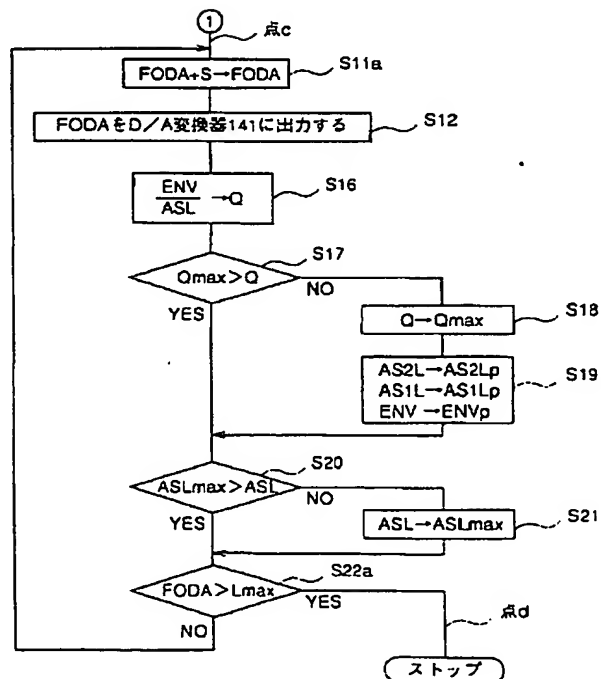 1
点c
FODA+S→FODA
S11a
FODAをD／A変換器141に出力する
S12
ENV
ASL
→Q
S16
S17
Qmax>Q
NO
YES
Q→Qmax
S18
AS2L→AS2Lp
AS1L→AS1Lp
ENV→ENVp
S19
S20
ASLmax>ASL
NO
YES
ASL→ASLmax
S21
S22a
FODA>Lmax
YES
NO
点d
ストップ